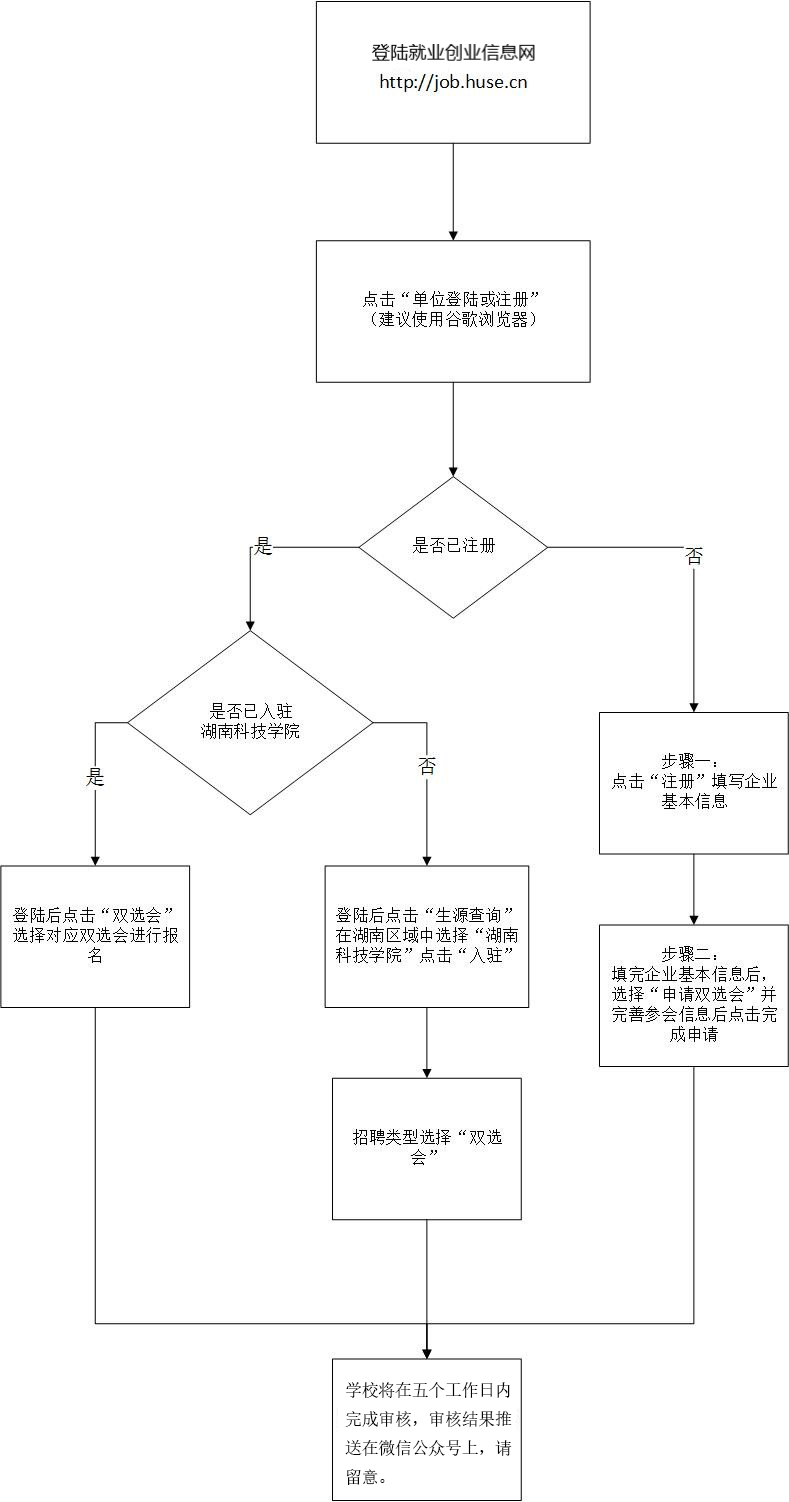 登陆就业创业信息网
http://job.huse.cn
点击“单位登陆或注册”
（建议使用谷歌浏览器）
是否已注册
是
否
是否已入驻
湖南科技学院
是
否
步骤一：
点击“注册”填写企业
基本信息
登陆后点击“双选会”
选择对应双选会进行报
名
登陆后点击“生源查询”
在湖南区域中选择“湖南
科技学院”点击“入驻”
步骤二：
填完企业基本信息后，
选择“申请双选会”并
完善参会信息后点击完
成申请
招聘类型选择“双选
会”
学校将在五个工作日内
完成审核，审核结果推
送在微信公众号上，请
留意。